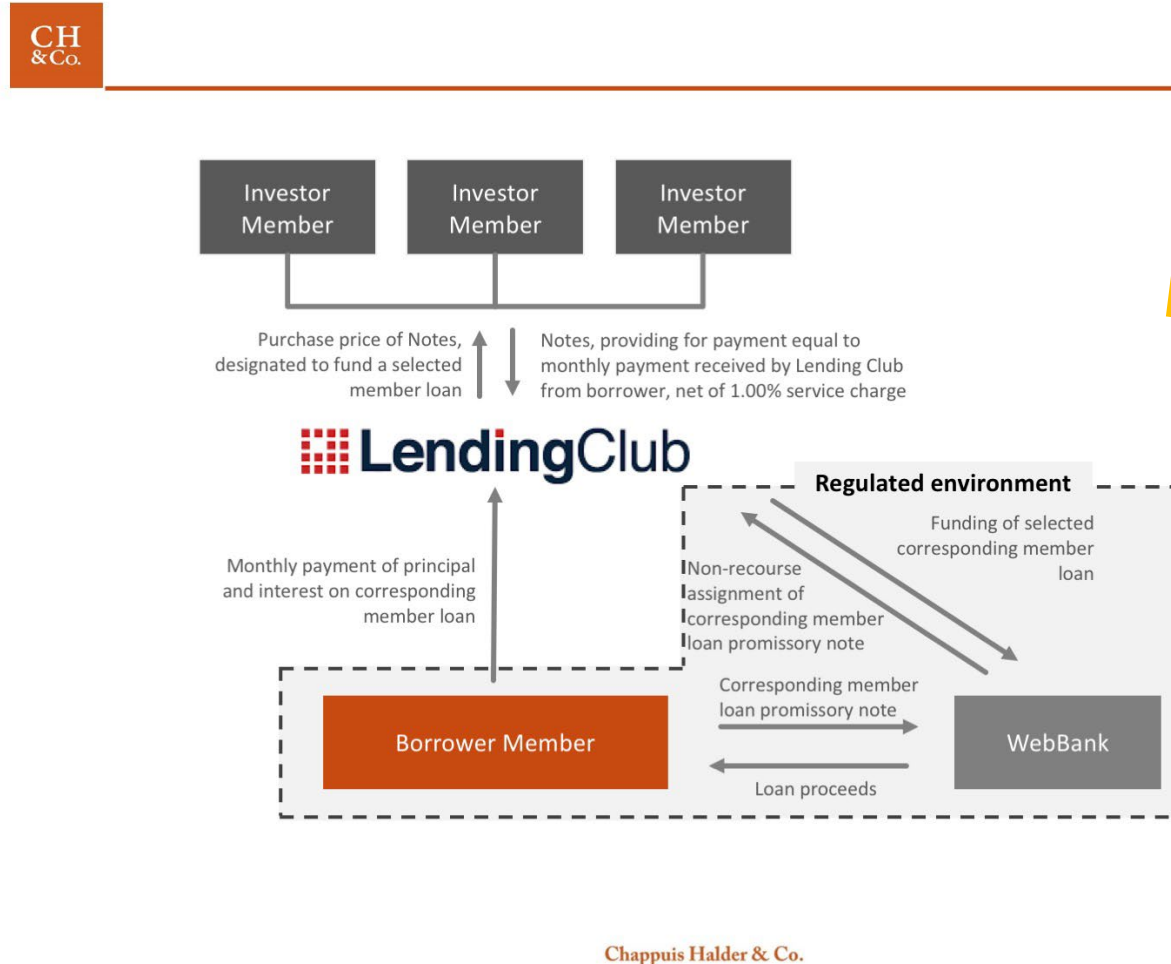 CH
&Co.
Investor
Member
Investor
Member
Investor
Member
Purchase price of Notes,
designated to fund a selected
member loan
Notes, providing for payment equal to
monthly payment received by Lending Club
from borrower, net of 1.00% service charge
LendingClub
Regulated environment
Funding of selected
corresponding member
loan
Monthly payment of principal
and interest on corresponding
member loan
Non-recourse
assignment of
corresponding member
loan promissory note
Corresponding member
loan promissory note
Borrower Member
WebBank
Loan proceeds
Chappuis Halder & Co.